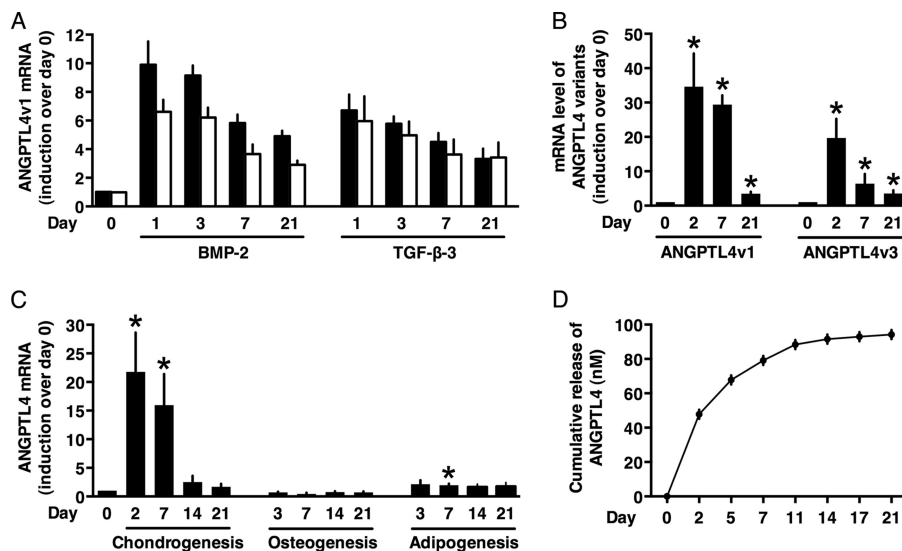 A
ANGPTL4v1 mRNA
(induction over day 0)
12
10
8
6
4
2
0
Day 0 1 3 7 21 1 3 7 21
BMP-2 TGF-β-3
B
mRNA level of
ANGPTL4 variants
(induction over day 0)
50
40
30
20
10
0
* * * * * *
Day 0 2 7 21 0 2 7 21
ANGPTL4v1 ANGPTL4v3
C
ANGPTL4 mRNA
(induction over day 0)
30
25
20
15
10
5
0
* * *
Day 0 2 7 14 21 3 7 14 21 3 7 14 21
Chondrogenesis Osteogenesis Adipogenesis
D
Cumulative release of
ANGPTL4 (nM)
100
80
60
40
20
0
Day 0 2 5 7 11 14 17 21